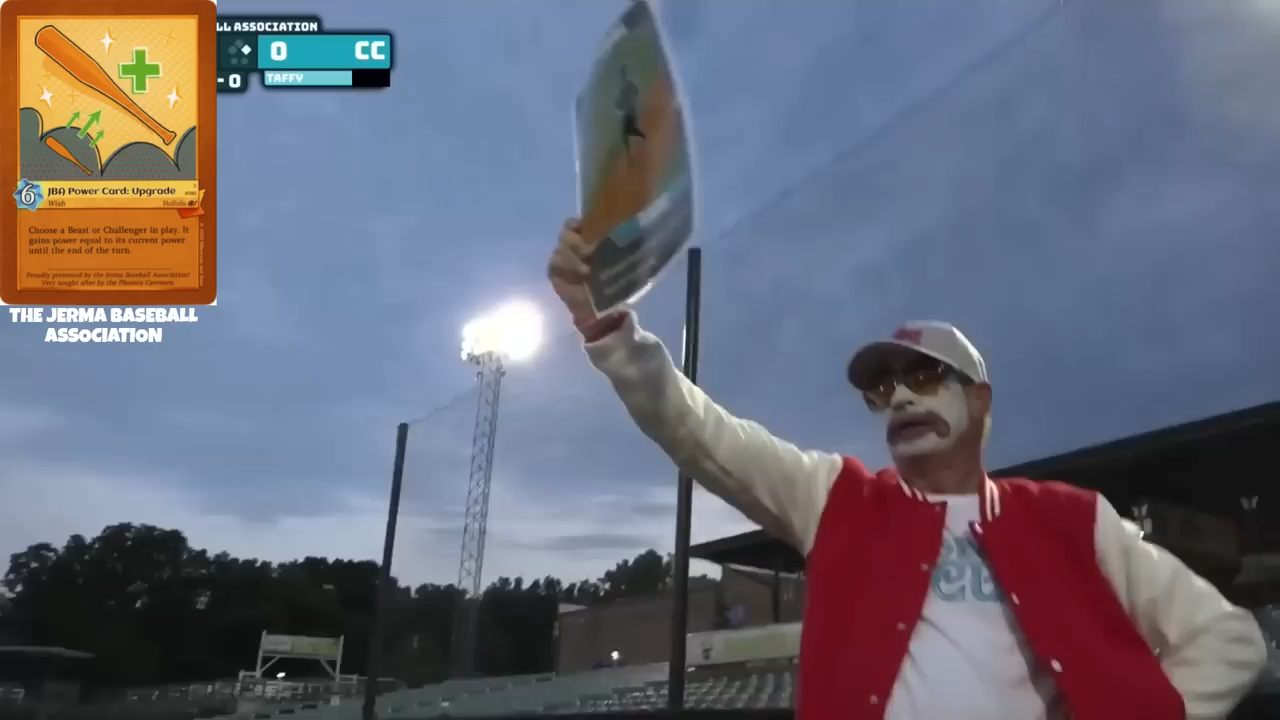 LL ASSOCIATION
0 CC
- 0 TAFFY
6
JBA Power Card: Upgrade
Wish
Choose a Beast or Challenger in play. It
gains power equal to its current power
until the end of the turn.
Proudly presented by the Jerma Baseball Association!
Very sought after by the Phoenix Caverson.
THE JERMA BASEBALL
ASSOCIATION